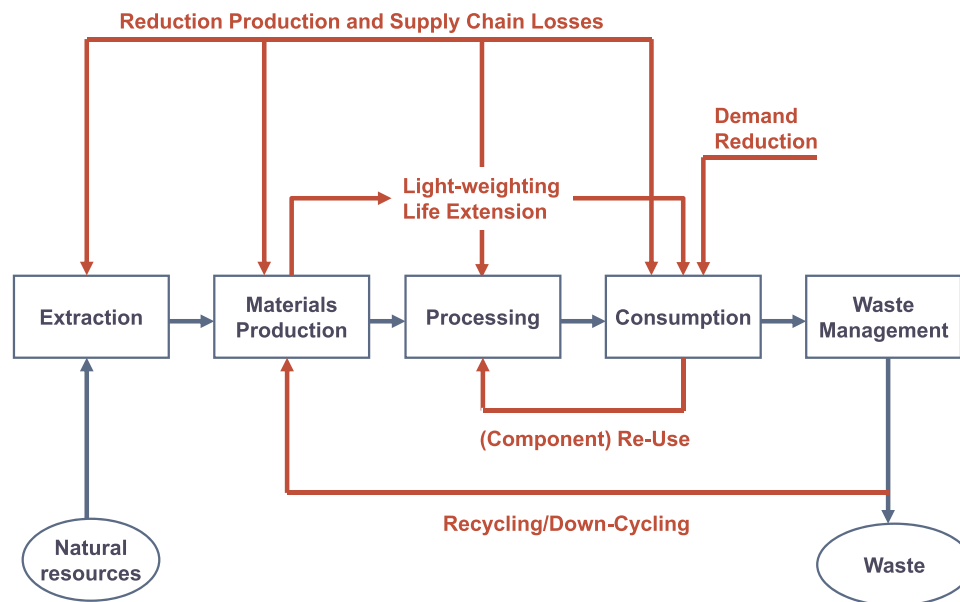 Reduction Production and Supply Chain Losses
Demand
Reduction
Light-weighting
Life Extension
Extraction
Materials
Production
Processing
Consumption
Waste
Management
(Component) Re-Use
Recycling/Down-Cycling
Natural
resources
Waste